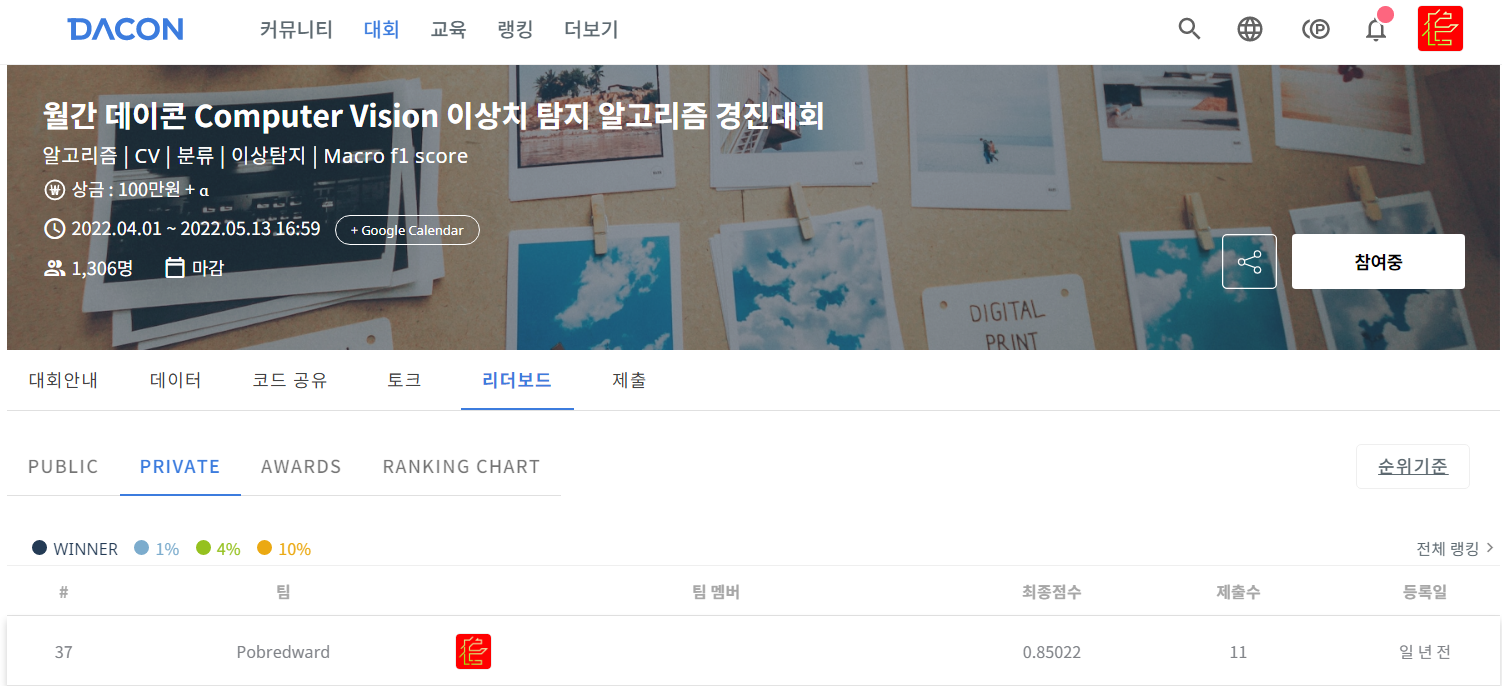 DACON 커뮤니티 대회 교육 랭킹 더보기
월간 데이콘 Computer Vision 이상치 탐지 알고리즘 경진대회
알고리즘 | CV | 분류 | 이상탐지 | Macro f1 score
상금 : 100만원 + α
2022.04.01 ~ 2022.05.13 16:59 + Google Calendar
1,306명 마감
참여중
DIGITAL
PRINT
대회안내 데이터 코드 공유 토크 리더보드 제출
PUBLIC PRIVATE AWARDS RANKING CHART 순위기준
WINNER 1% 4% 10% 전체 랭킹 >
# 팀 팀 멤버 최종점수 제출수 등록일
37 Pobredward 0.85022 11 일 년 전